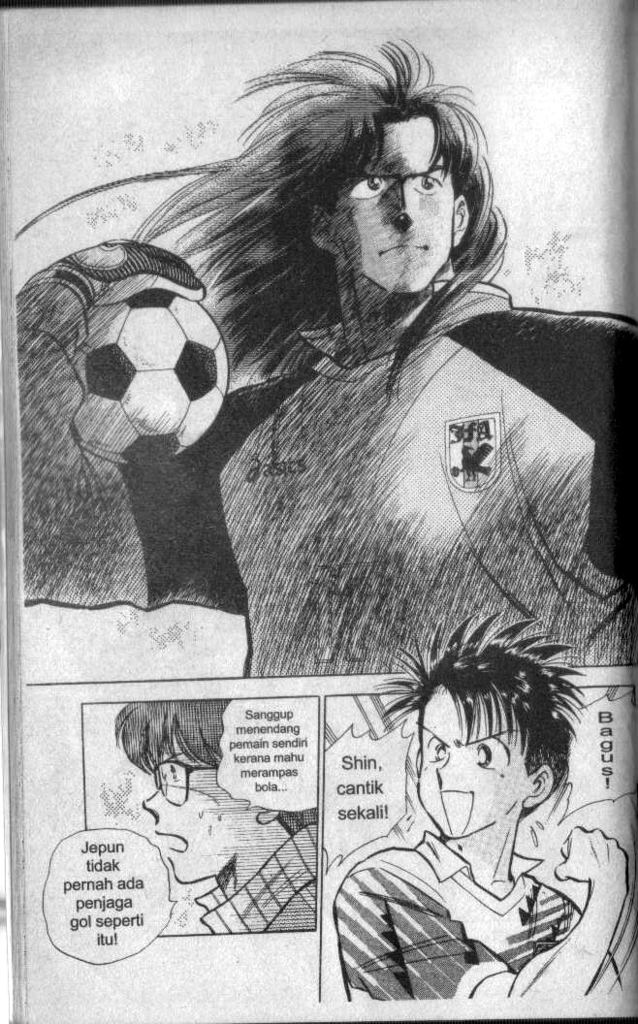 asics
JFA
Bagus!
Shin,
cantik
sekali!
Sanggup
menendang
pemain sendiri
kerana mahu
merampas
bola...
Jepun
tidak
pernah ada
penjaga
gol seperti
itu!